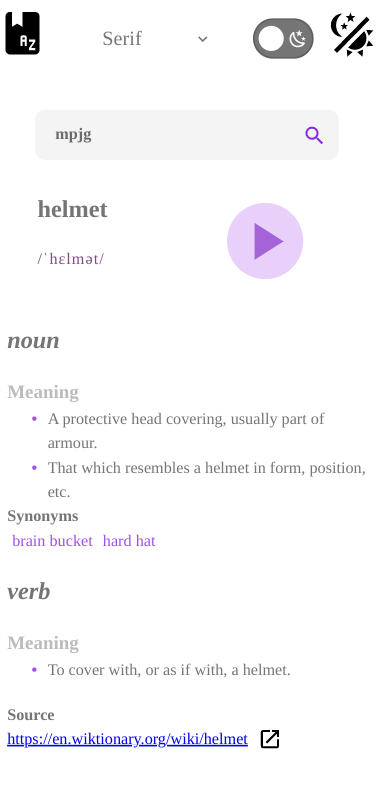 AZ
Serif
mpjg
helmet
/ˈhɛlmət/
noun
Meaning
• A protective head covering, usually part of
armour.
• That which resembles a helmet in form, position,
etc.
Synonyms
brain bucket hard hat
verb
Meaning
• To cover with, or as if with, a helmet.
Source
https://en.wiktionary.org/wiki/helmet